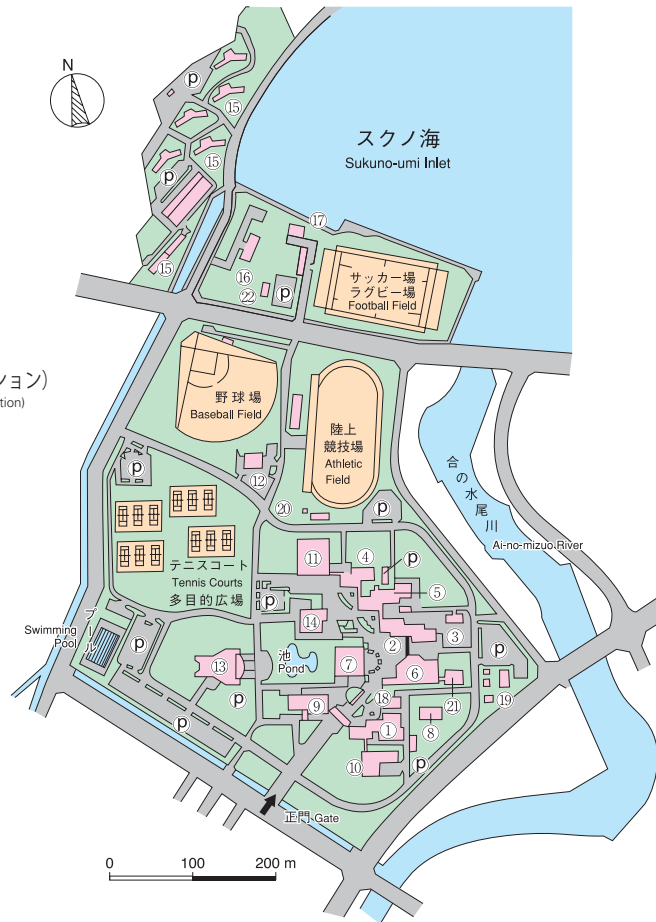 N
p
⑮
スクノ海
Sukuno-umi Inlet
⑮
p
⑰
⑮
⑯
㉒
p
サッカー場
ラグビー場
Football Field
ション)
tion)
野球場
Baseball Field
陸上
競技場
Athletic
Field
合の水尾川
Ai-no-mizuo River
p
⑫
⑳
p
⑪
④
p
⑤
テニスコート
Tennis Courts
多目的広場
p
⑭
プール
Swimming
Pool
p
⑬
池
Pond
⑦
②
③
p
⑥
㉑
⑲
p
p
⑨
⑱
①
⑧
⑩
p
正門 Gate
0 100 200 m